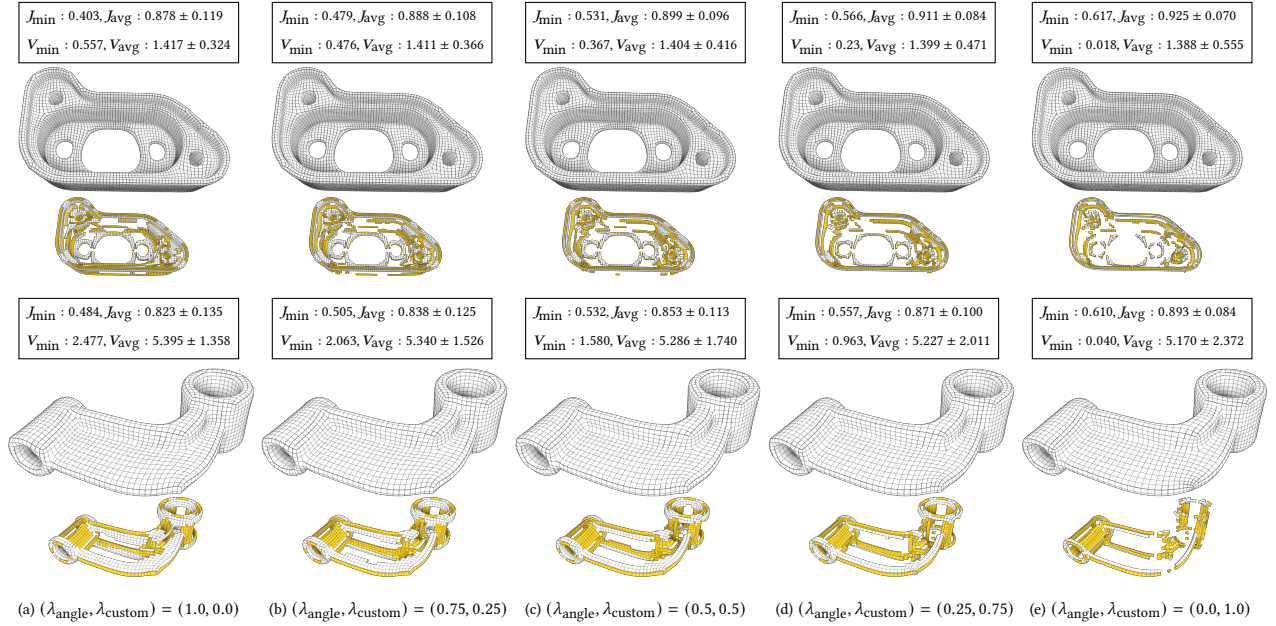 J_min : 0.403, J_avg : 0.878 ± 0.119
V_min : 0.557, V_avg : 1.417 ± 0.324
J_min : 0.479, J_avg : 0.888 ± 0.108
V_min : 0.476, V_avg : 1.411 ± 0.366
J_min : 0.531, J_avg : 0.899 ± 0.096
V_min : 0.367, V_avg : 1.404 ± 0.416
J_min : 0.566, J_avg : 0.911 ± 0.084
V_min : 0.23, V_avg : 1.399 ± 0.471
J_min : 0.617, J_avg : 0.925 ± 0.070
V_min : 0.018, V_avg : 1.388 ± 0.555
J_min : 0.484, J_avg : 0.823 ± 0.135
V_min : 2.477, V_avg : 5.395 ± 1.358
J_min : 0.505, J_avg : 0.838 ± 0.125
V_min : 2.063, V_avg : 5.340 ± 1.526
J_min : 0.532, J_avg : 0.853 ± 0.113
V_min : 1.580, V_avg : 5.286 ± 1.740
J_min : 0.557, J_avg : 0.871 ± 0.100
V_min : 0.963, V_avg : 5.227 ± 2.011
J_min : 0.610, J_avg : 0.893 ± 0.084
V_min : 0.040, V_avg : 5.170 ± 2.372
(a) (λ_angle, λ_custom) = (1.0, 0.0)
(b) (λ_angle, λ_custom) = (0.75, 0.25)
(c) (λ_angle, λ_custom) = (0.5, 0.5)
(d) (λ_angle, λ_custom) = (0.25, 0.75)
(e) (λ_angle, λ_custom) = (0.0, 1.0)